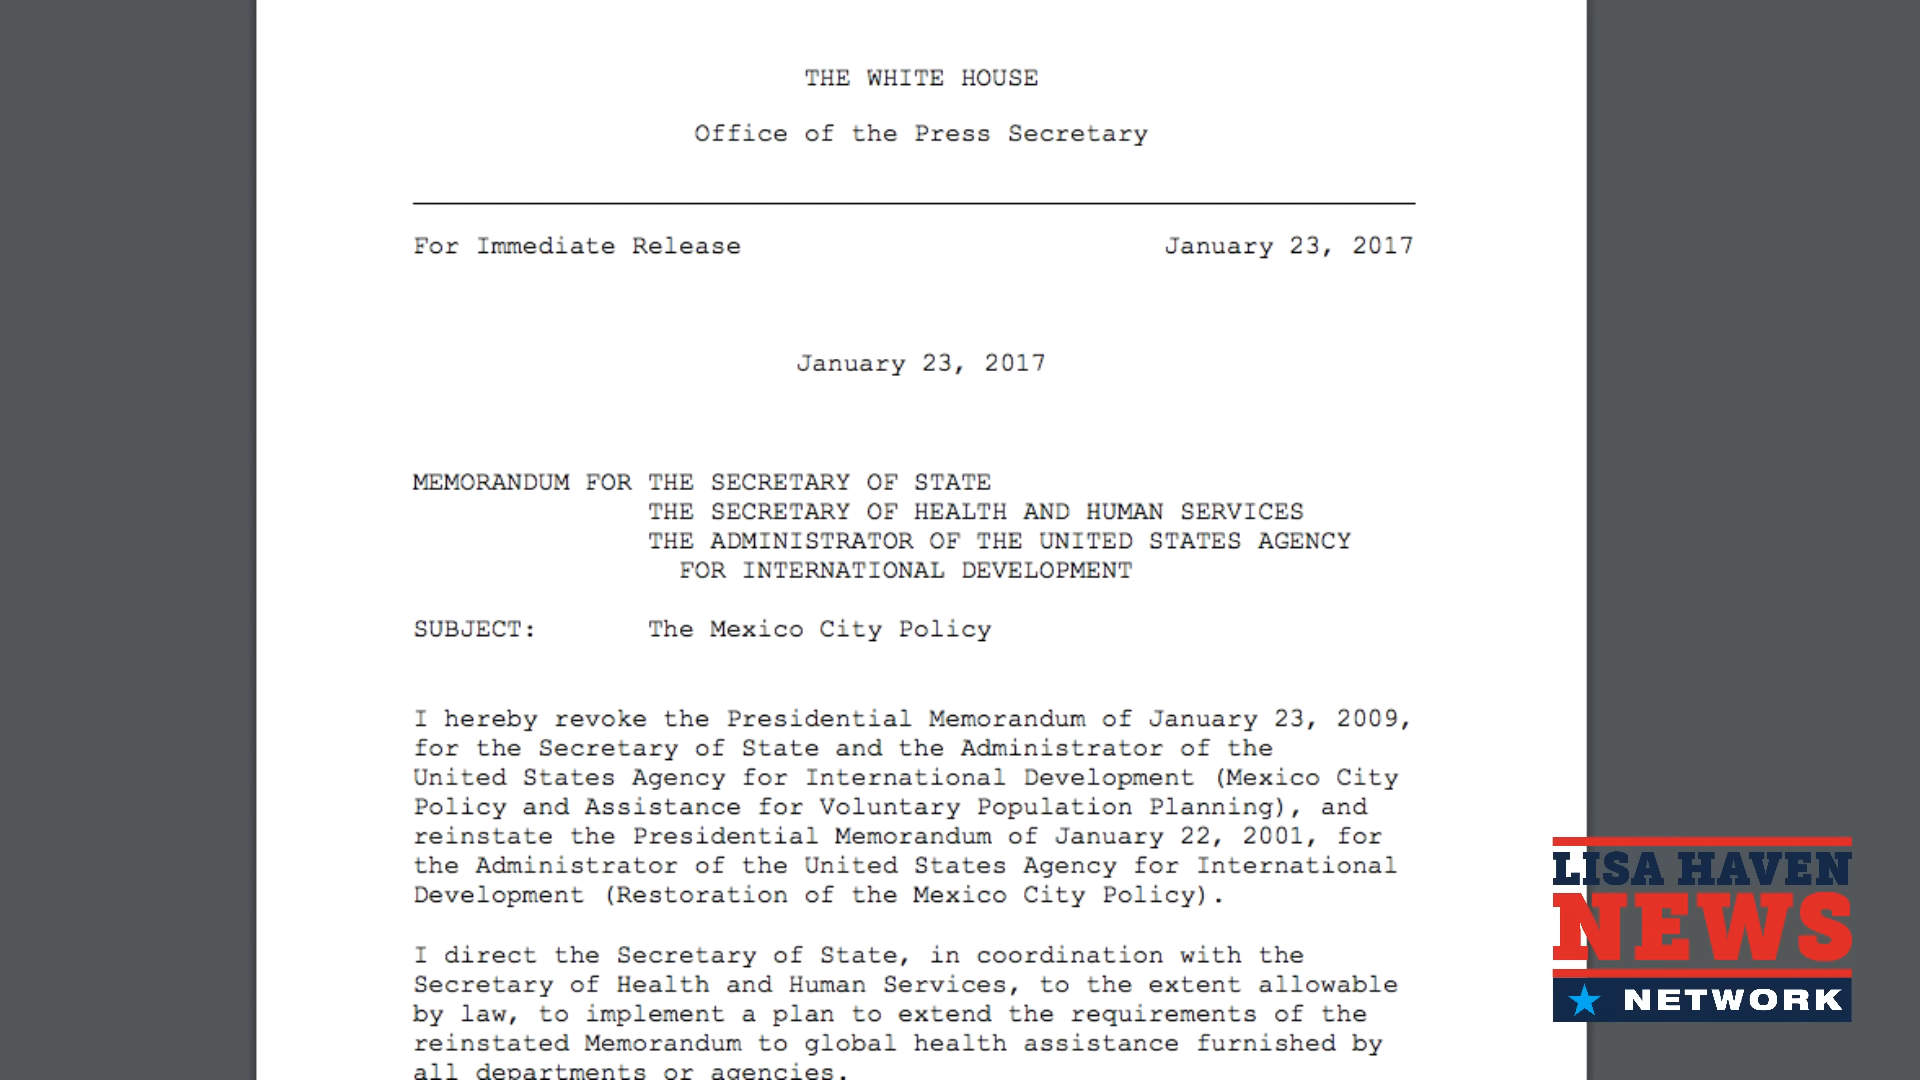 THE WHITE HOUSE
Office of the Press Secretary
For Immediate Release January 23, 2017
January 23, 2017
MEMORANDUM FOR THE SECRETARY OF STATE
THE SECRETARY OF HEALTH AND HUMAN SERVICES
THE ADMINISTRATOR OF THE UNITED STATES AGENCY
FOR INTERNATIONAL DEVELOPMENT
SUBJECT: The Mexico City Policy
I hereby revoke the Presidential Memorandum of January 23, 2009,
for the Secretary of State and the Administrator of the
United States Agency for International Development (Mexico City
Policy and Assistance for Voluntary Population Planning), and
reinstate the Presidential Memorandum of January 22, 2001, for
the Administrator of the United States Agency for International
Development (Restoration of the Mexico City Policy).
I direct the Secretary of State, in coordination with the
Secretary of Health and Human Services, to the extent allowable
by law, to implement a plan to extend the requirements of the
reinstated Memorandum to global health assistance furnished by
all departments or agencies.
LISA HAVEN
NEWS
NETWORK